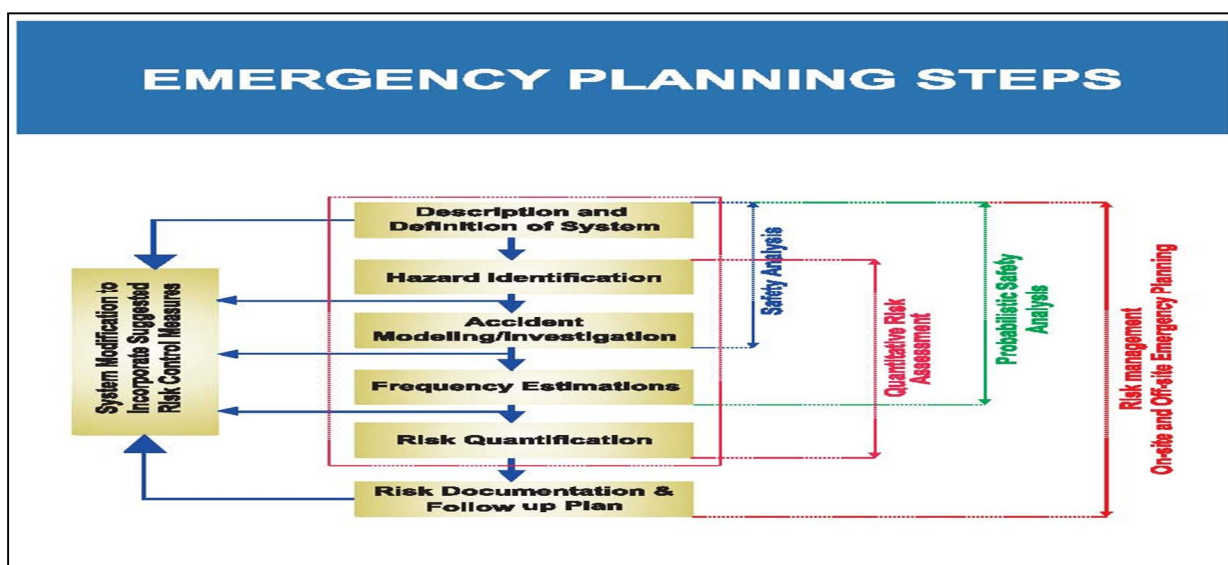 EMERGENCY PLANNING STEPS
Description and
Definition of System
Hazard Identification
Accident
Modeling/Investigation
Frequency Estimations
Risk Quantification
Risk Documentation &
Follow up Plan
System Modification to
Incorporate Suggested
Risk Control Measures
Safety Analysis
Quantitative Risk
Assessment
Probabilistic Safety
Analysis
Risk management
On-site and Off-site Emergency Planning